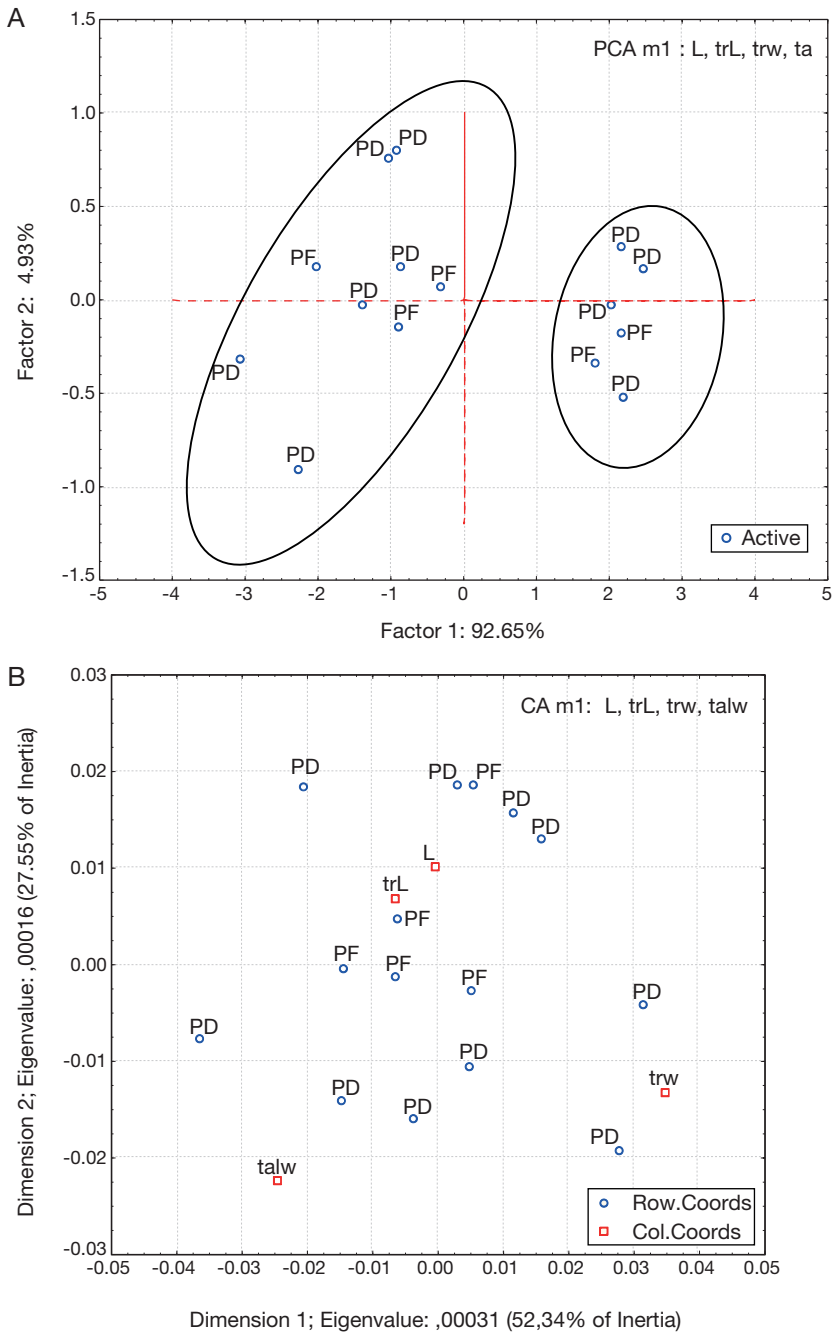 A
PCA m1 : L, trL, trw, ta
1.5
1.0
0.5
0.0
-0.5
-1.0
-1.5
Factor 2: 4.93%
PD PD
PF PD PF
PD PF
PD
PD
PD
PD
PD
PF
PF
PD
Active
-5 -4 -3 -2 -1 0 1 2 3 4 5
Factor 1: 92.65%
B
CA m1: L, trL, trw, talw
0.03
0.02
0.01
0.00
-0.01
-0.02
-0.03
Dimension 2; Eigenvalue: ,00016 (27.55% of Inertia)
PD PD PF
PD
PD
L
trL
PF
PF PF PF
PD
PD
PD
trw
PD
PD
PD
talw
Row.Coords
Col.Coords
-0.05 -0.04 -0.03 -0.02 -0.01 0.00 0.01 0.02 0.03 0.04 0.05
Dimension 1; Eigenvalue: ,00031 (52,34% of Inertia)